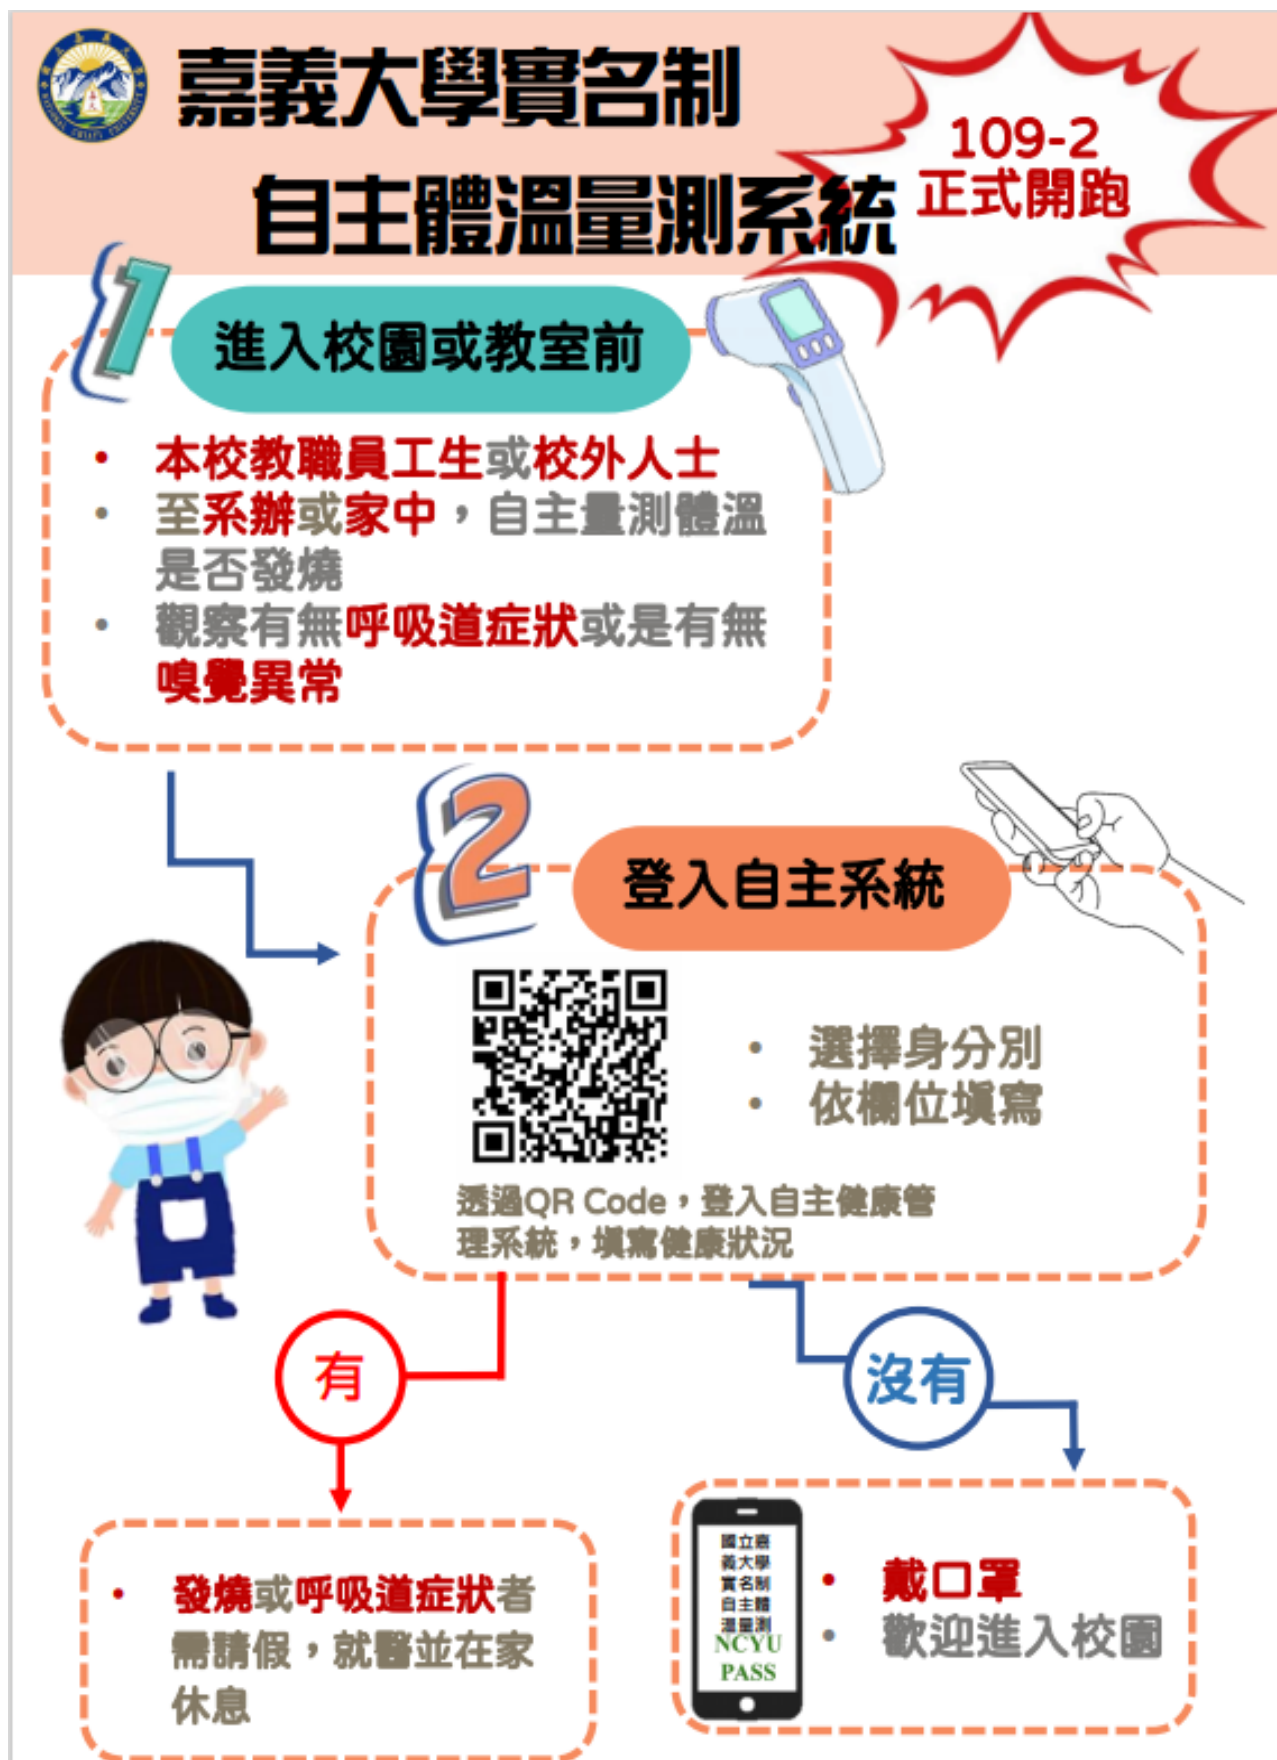 嘉義大學實名制
自主體溫量測系統
109-2
正式開跑
1
進入校園或教室前
• 本校教職員工生或校外人士
• 至系辦或家中，自主量測體溫
是否發燒
• 觀察有無呼吸道症狀或是有無
嗅覺異常
2
登入自主系統
• 選擇身分別
• 依欄位填寫
透過QR Code，登入自主健康管
理系統，填寫健康狀況
有
沒有
• 發燒或呼吸道症狀者
需請假，就醫並在家
休息
國立嘉
義大學
實名制
自主體
溫量測
NCYU
PASS
• 戴口罩
• 歡迎進入校園